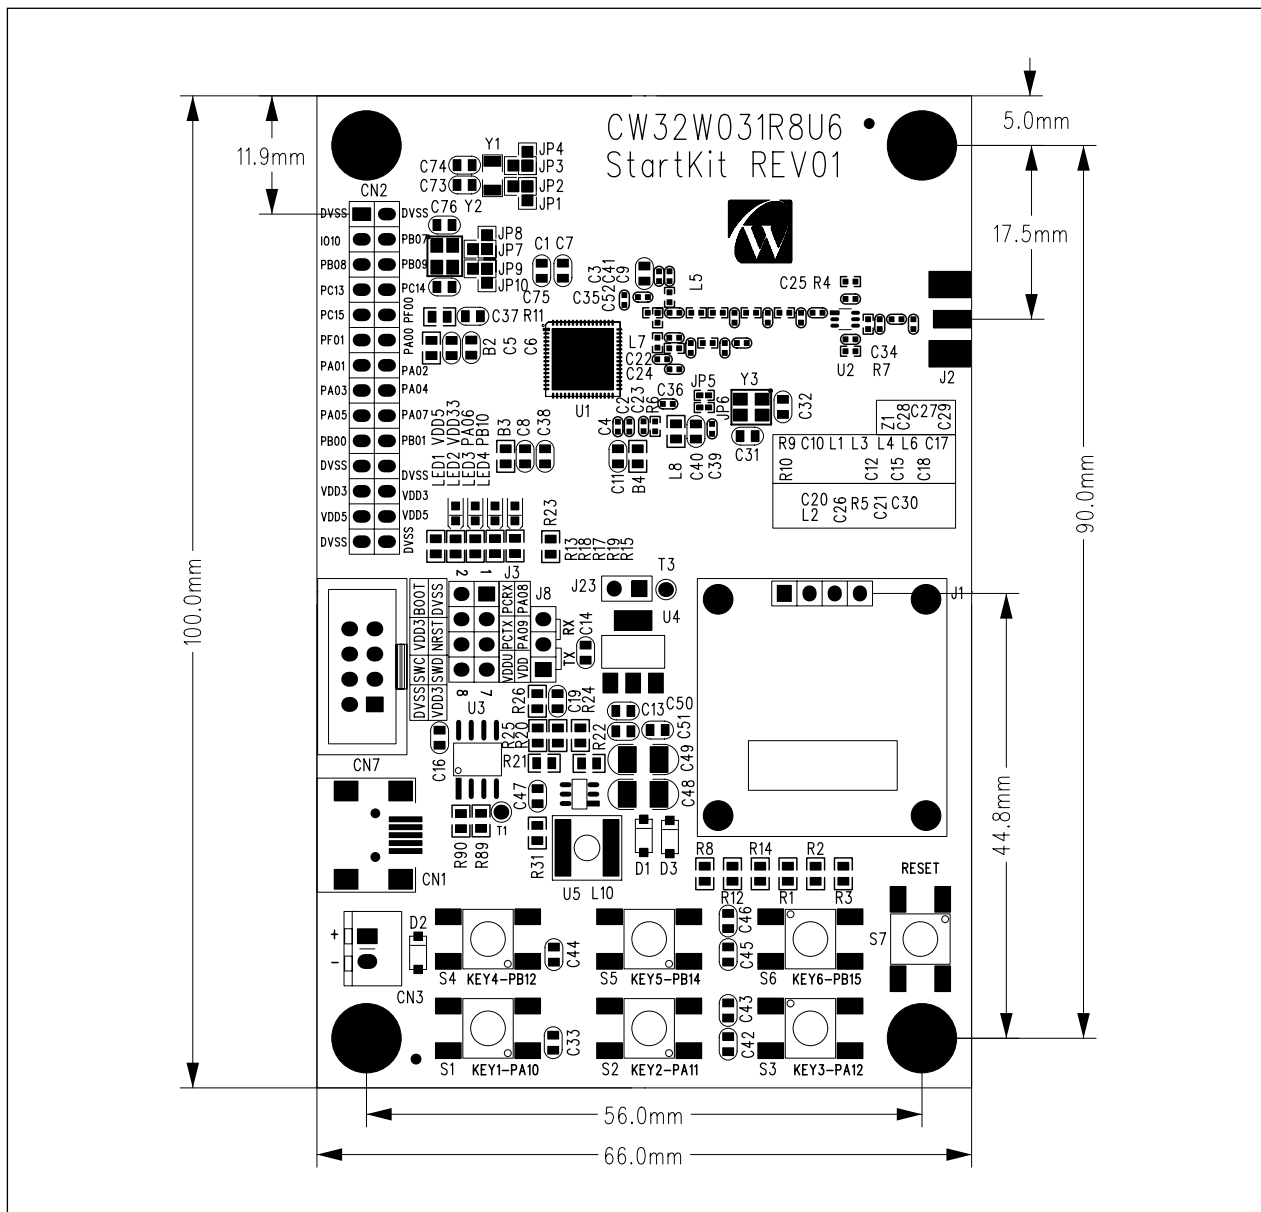 5.0mm
11.9mm
CW32W031R8U6
StartKit REV01
17.5mm
100.0mm
90.0mm
44.8mm
56.0mm
66.0mm
Y1
JP4
JP3
JP2
JP1
C74
C73
CN2
C76 Y2
DVSS DVSS
IO10 PB07
PB08 PB09
PC13 PC14
PC15 PF00
PF01 PA00
PA01 PA02
PA03 PA04
PA05 PA07
PB00 PB01
DVSS DVSS
VDD3 VDD3
VDD5 VDD5
DVSS DVSS
JP8
JP7
JP9
JP10
C1 C7
C75
C3
C41
C9
C52
C35
L5
C25 R4
C37 R11
B2
C5
C6
L7
C22
C24
U1
U2
C34
R7
J2
C36
JP5
JP6
Y3
C32
C31
C4
C2
C23
R6
Z1
C28
C27
C29
R9 C10 L1 L3 L4 L6 C17
R10
C12
C15
C18
C20
L2
C26
R5
C21
C30
LED1 VDD5
LED2 VDD33
LED3 PA06
LED4 PB10
B3
C8
C38
C11
B4
L8
C40
C39
R23
R13
R18
R17
R19
R15
T3
J23
U4
J1
2 1
J3
J8
BOOT DVSS
VDD3 NRST
SWC SWD
DVSS VDD3
PCRX PA08
PCTX PA09
VDDU VDD
RX
TX
C14
8 7
U3
R26
C19
R24
C13
C50
C51
R25
R20
R22
R21
C49
C48
C16
CN7
C47
T1
R90
R89
R31
CN1
U5 L10
D1 D3
R8 R14 R2
R12 R1 R3
RESET
S7
+
-
D2
CN3
C44
C46
C45
S4 KEY4-PB12
S5 KEY5-PB14
S6 KEY6-PB15
C33
C43
C42
S1 KEY1-PA10
S2 KEY2-PA11
S3 KEY3-PA12